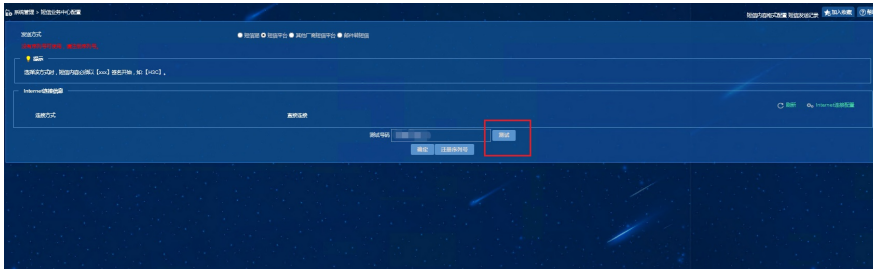 系统管理 > 短信业务中心配置
短信内容格式配置 短信发送记录 加入收藏
发送方式
短信猫 短信平台 其他厂商短信平台 邮件转短信
提示
选择该方式时，短信内容必须以【xxx】签名开始，如【H3C】。
Internet连接信息
刷新 Internet连接配置
连接方式 直接连接
测试号码 测试
确定 注册序列号